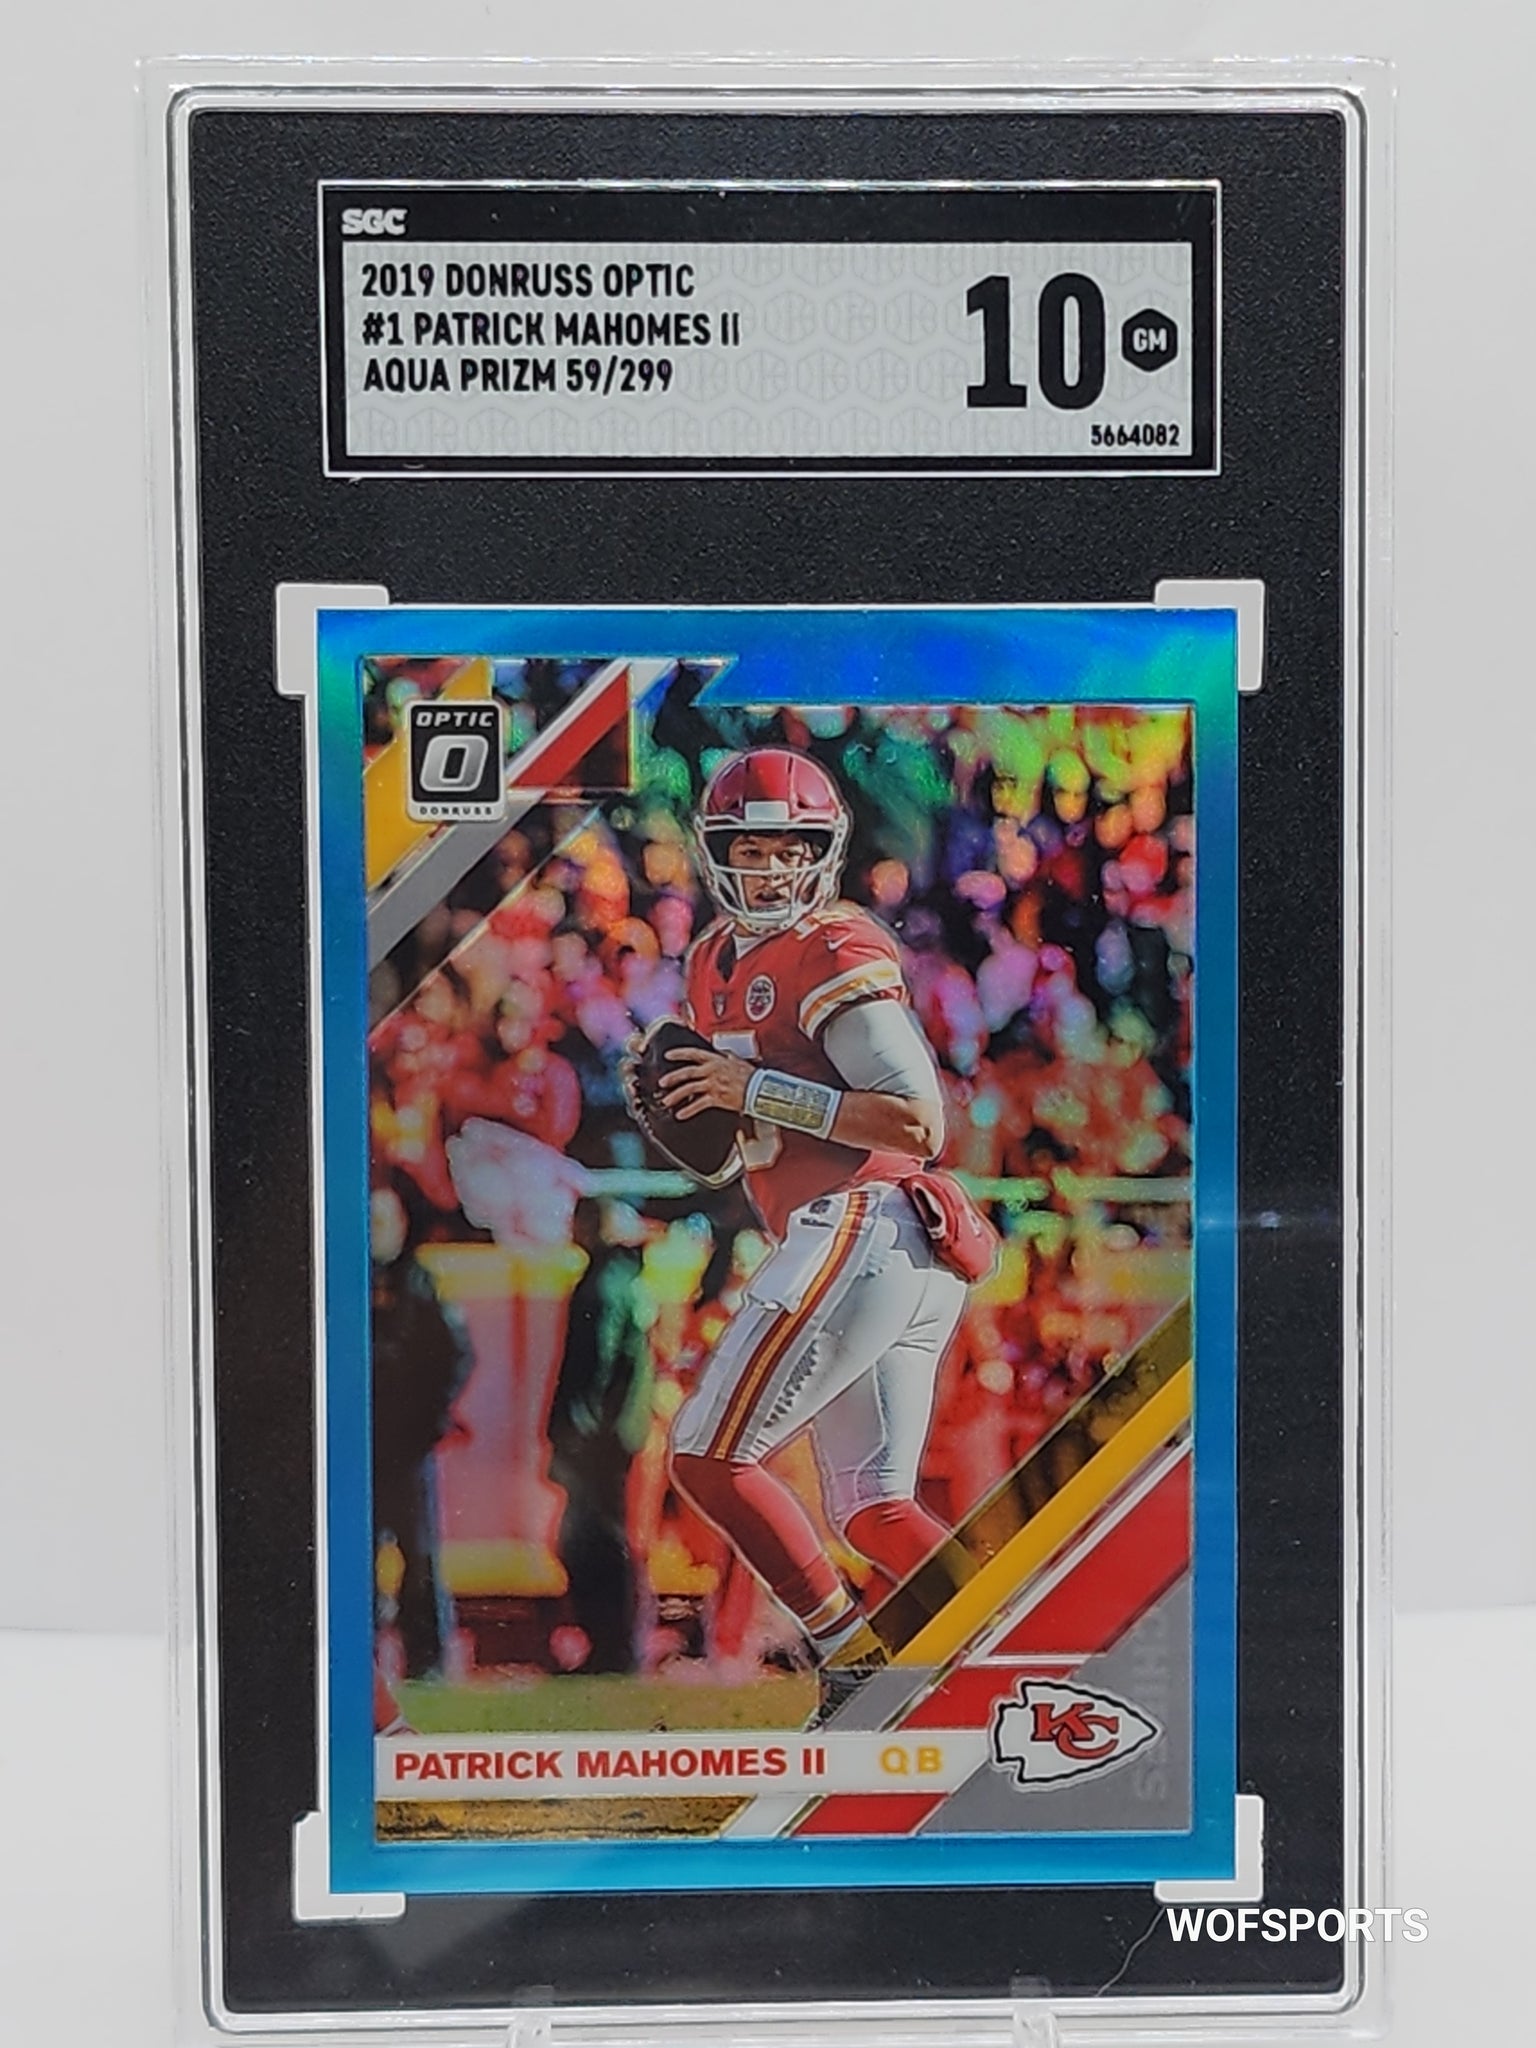 SGC
2019 DONRUSS OPTIC
#1 PATRICK MAHOMES II
AQUA PRIZM 59/299
10
GM
5664082
OPTIC
O
DONRUSS
PATRICK MAHOMES II QB
KC
CHIEFS
WOFSPORTS